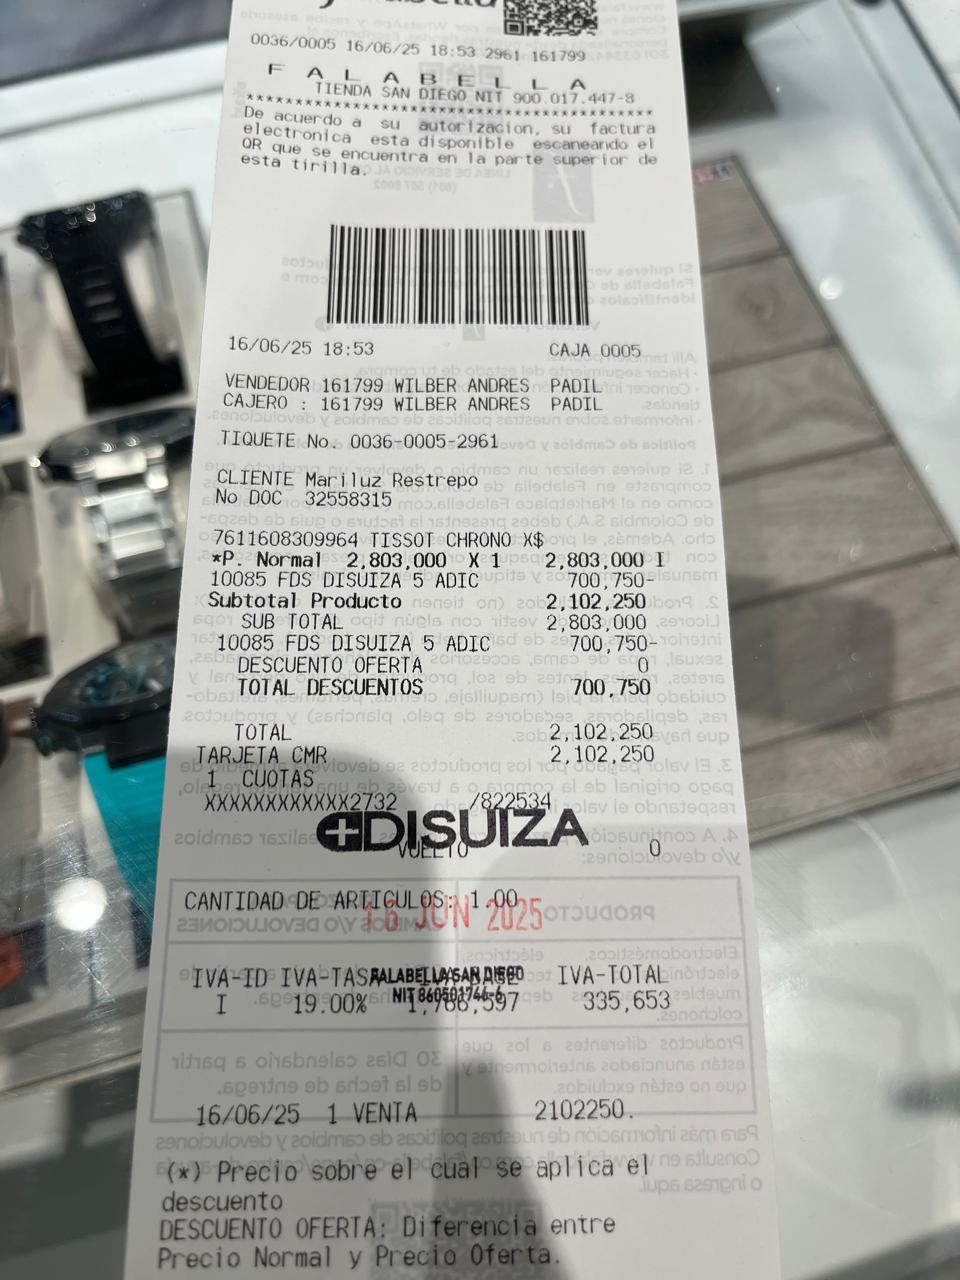 0036/0005 16/06/25 18:53 2961 161799
F A L A B E L L A
TIENDA SAN DIEGO NIT 900.017.447-8
******************************************
De acuerdo a su autorizacion, su factura
electronica esta disponible escaneando el
QR que se encuentra en la parte superior de
esta tirilla.
16/06/25 18:53 CAJA 0005
VENDEDOR 161799 WILBER ANDRES PADIL
CAJERO : 161799 WILBER ANDRES PADIL
TIQUETE No. 0036-0005-2961
CLIENTE Mariluz Restrepo
No DOC 32558315
7611608309964 TISSOT CHRONO X$
*P. Normal 2,803,000 X 1 2,803,000 I
10085 FDS DISUIZA 5 ADIC 700,750-
Subtotal Producto 2,102,250
SUB TOTAL 2,803,000
10085 FDS DISUIZA 5 ADIC 700,750-
DESCUENTO OFERTA 0
TOTAL DESCUENTOS 700,750
TOTAL 2,102,250
TARJETA CMR 2,102,250
1 CUOTAS
XXXXXXXXXXXX2732 /822534
DISUIZA
VUELTO 0
CANTIDAD DE ARTICULOS: 1.00
16 JUN 2025
IVA-ID IVA-TASA IVA-TOTAL
FALABELLA SAN DIEGO
NIT 860501746-6
I 19.00% 1,766,597 335,653
16/06/25 1 VENTA 2102250.
(*) Precio sobre el cual se aplica el
descuento
DESCUENTO OFERTA: Diferencia entre
Precio Normal y Precio Oferta.